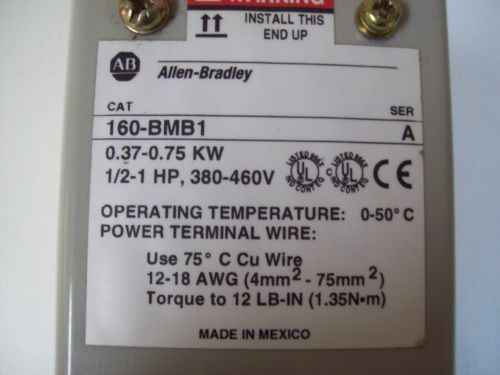 WARNING
INSTALL THIS
END UP
AB Allen-Bradley
CAT SER
160-BMB1 A
0.37-0.75 KW
1/2-1 HP, 380-460V
UL UL CE
OPERATING TEMPERATURE: 0-50° C
POWER TERMINAL WIRE:
Use 75° C Cu Wire
12-18 AWG (4mm² - 75mm²)
Torque to 12 LB-IN (1.35N•m)
MADE IN MEXICO